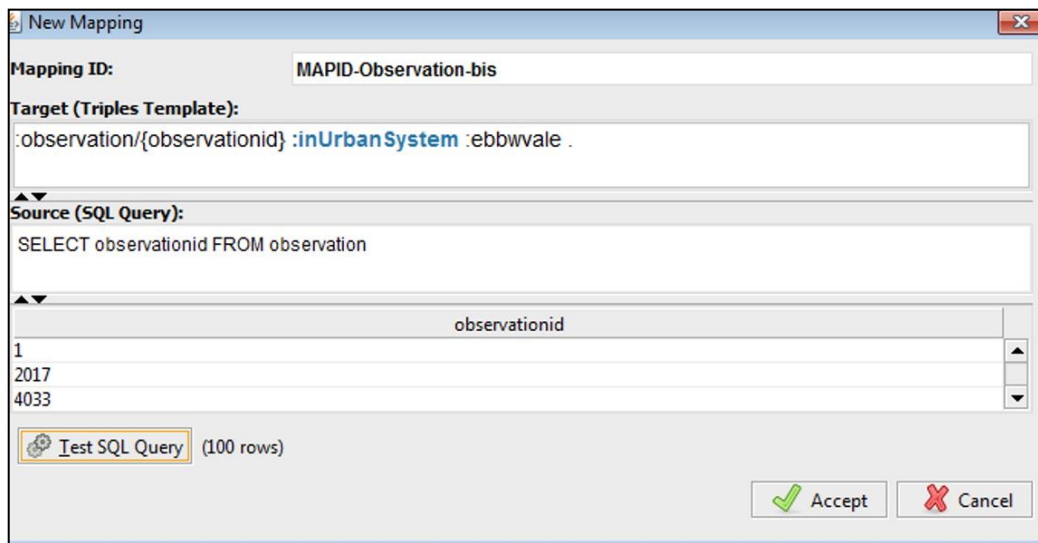 New Mapping
Mapping ID: MAPID-Observation-bis
Target (Triples Template):
:observation/{observationid} :inUrbanSystem :ebbwvale .
Source (SQL Query):
SELECT observationid FROM observation
observationid
1
2017
4033
Test SQL Query (100 rows)
Accept Cancel